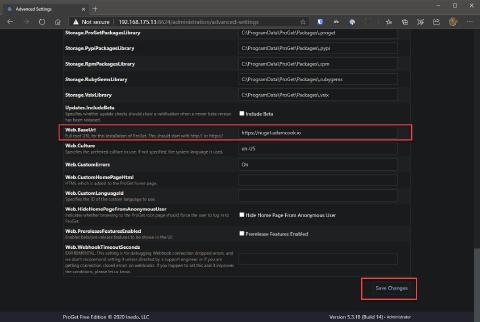 Advanced Settings
Not secure | 192.168.175.13:8624/administration/advanced-settings
Storage.ProGetPackagesLibrary
C:\ProgramData\ProGet\Packages\.proget
Storage.PypiPackagesLibrary
C:\ProgramData\ProGet\Packages\.pypi
Storage.RpmPackagesLibrary
C:\ProgramData\ProGet\Packages\.rpm
Storage.RubyGemsLibrary
C:\ProgramData\ProGet\Packages\.rubygems
Storage.VsixLibrary
C:\ProgramData\ProGet\Packages\.vsix
Updates.IncludeBeta
Specifies whether update checks should show a notification when a newer beta version
has been released.
Include Beta
Web.BaseUrl
Full root URL for this installation of ProGet. This should start with http:// or https://
https://nuget.adamcook.io
Web.Culture
Specifies the preferred culture to use. If not specified, the system language is used.
en-US
Web.CustomErrors
On
Web.CustomHomePageHtml
HTML which is added to the ProGet home page.
Web.CustomLanguageId
Specifies the ID of the custom language to use.
Web.HideHomePageFromAnonymousUser
Indicates whether browsing to the ProGet root page should force the user to log in to
ProGet.
Hide Home Page From Anonymous User
Web.PrereleaseFeaturesEnabled
Enables beta/pre-release features to be shown in the UI.
Prerelease Features Enabled
Web.WebhookTimeoutSeconds
EXPERIMENTAL: This setting is for debugging Webhook connection dropped errors, and
we don't recommend setting it unless directed by a support engineer or if you are
getting connection closed errors on webhooks. If you happen to set this and it improves
the conditions, please let us know.
Save Changes
ProGet Free Edition © 2020 Inedo, LLC
Version 5.3.18 (Build 14) • Administrator